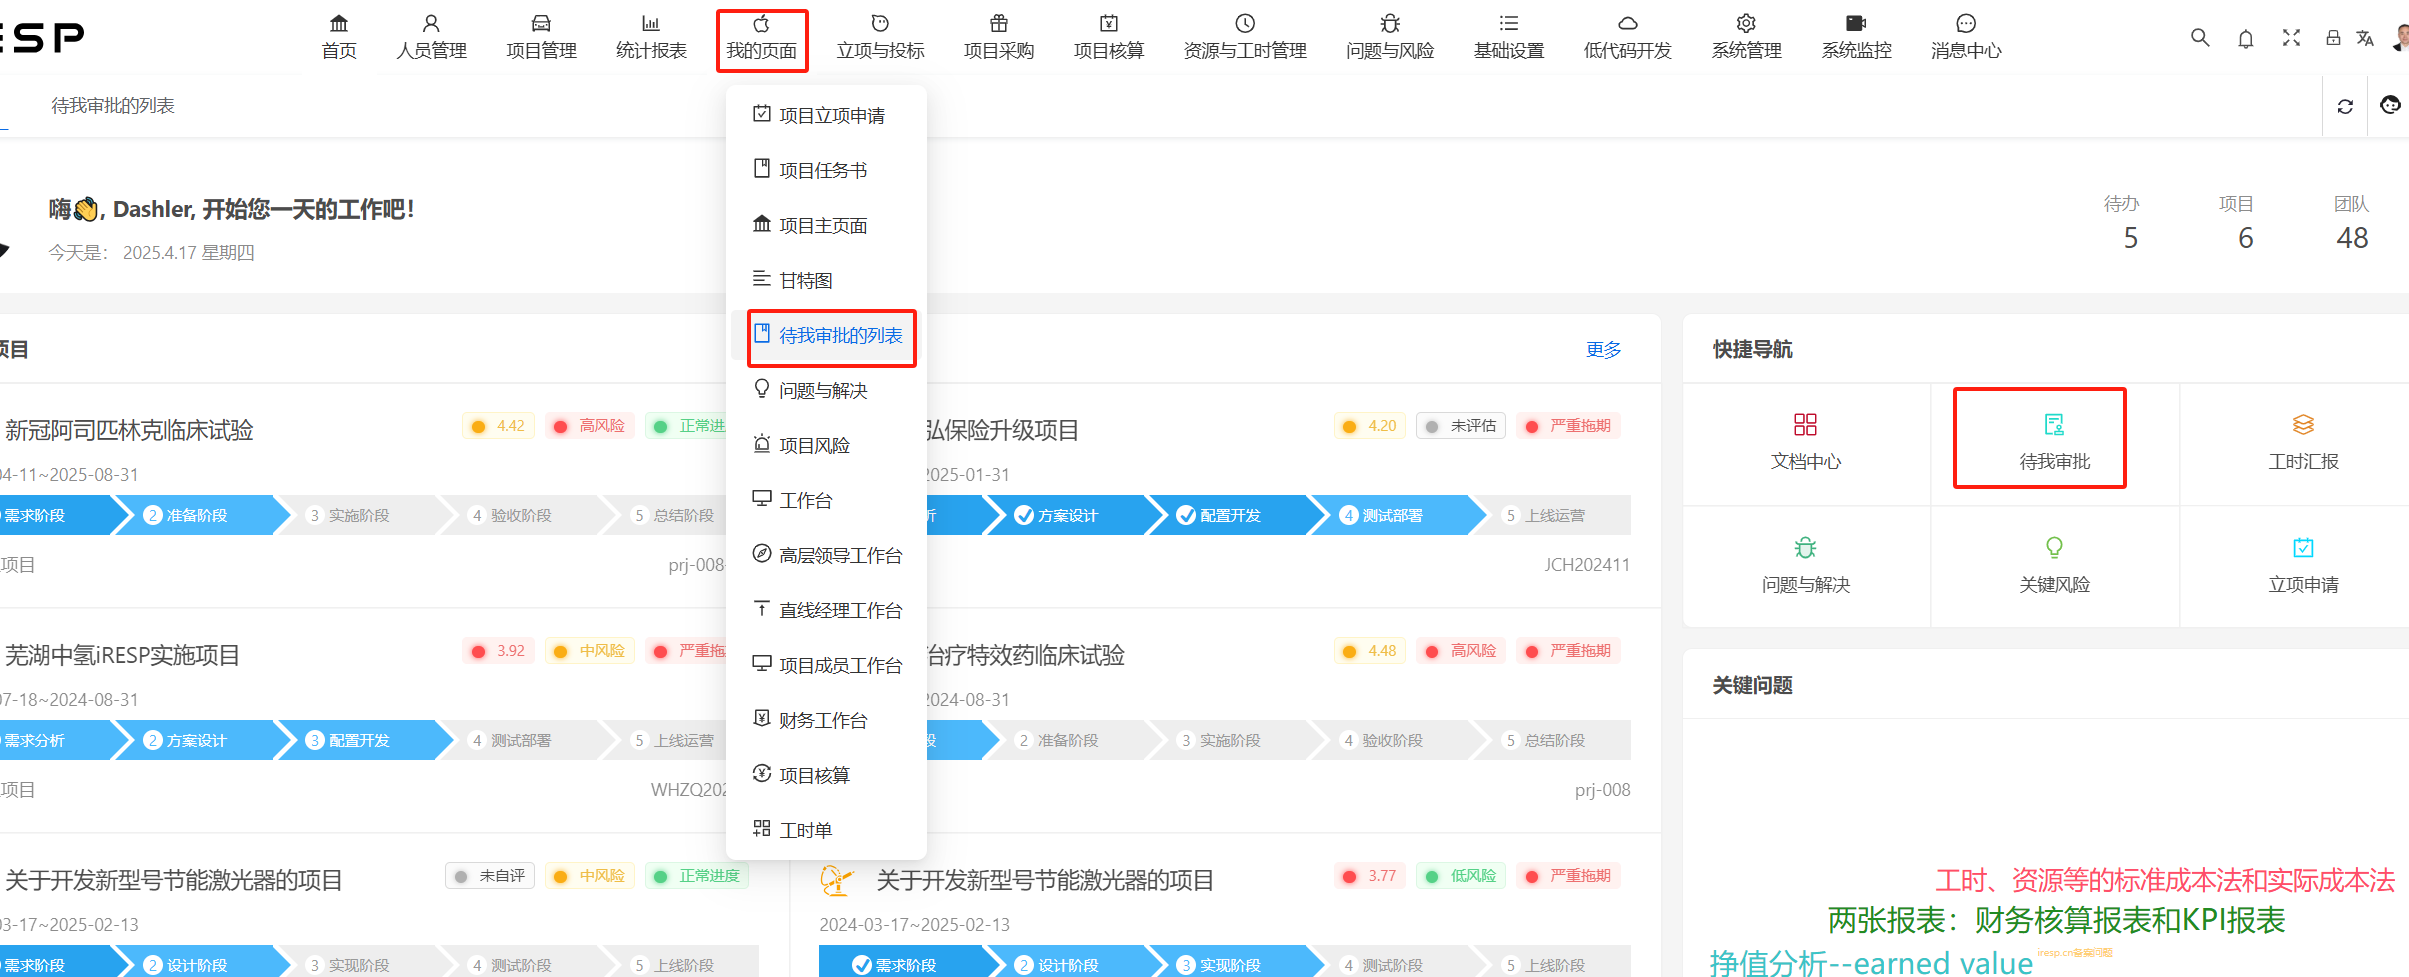 ESP
首页
人员管理
项目管理
统计报表
我的页面
立项与投标
项目采购
项目核算
资源与工时管理
问题与风险
基础设置
低代码开发
系统管理
系统监控
消息中心
待我审批的列表
项目立项申请
项目任务书
项目主页面
甘特图
待我审批的列表
问题与解决
项目风险
工作台
高层领导工作台
直线经理工作台
项目成员工作台
财务工作台
项目核算
工时单
嗨👏, Dashler, 开始您一天的工作吧!
今天是: 2025.4.17 星期四
待办
5
项目
6
团队
48
项目
更多
新冠阿司匹林克临床试验
4.42
高风险
正常进
04-11~2025-08-31
需求阶段
2 准备阶段
3 实施阶段
4 验收阶段
5 总结阶段
项目
prj-008-
弘保险升级项目
4.20
未评估
严重拖期
2025-01-31
析
方案设计
配置开发
4 测试部署
5 上线运营
JCH202411
芜湖中氢iRESP实施项目
3.92
中风险
严重拖
07-18~2024-08-31
需求分析
2 方案设计
3 配置开发
4 测试部署
5 上线运营
项目
WHZQ202
治疗特效药临床试验
4.48
高风险
严重拖期
2024-08-31
段
2 准备阶段
3 实施阶段
4 验收阶段
5 总结阶段
prj-008
关于开发新型号节能激光器的项目
未自评
中风险
正常进度
03-17~2025-02-13
需求阶段
2 设计阶段
3 实现阶段
4 测试阶段
5 上线阶段
关于开发新型号节能激光器的项目
3.77
低风险
严重拖期
2024-03-17~2025-02-13
需求阶段
2 设计阶段
3 实现阶段
4 测试阶段
5 上线阶段
快捷导航
文档中心
待我审批
工时汇报
问题与解决
关键风险
立项申请
关键问题
工时、资源等的标准成本法和实际成本法
两张报表：财务核算报表和KPI报表
挣值分析--earned value
iresp.cn备案问题